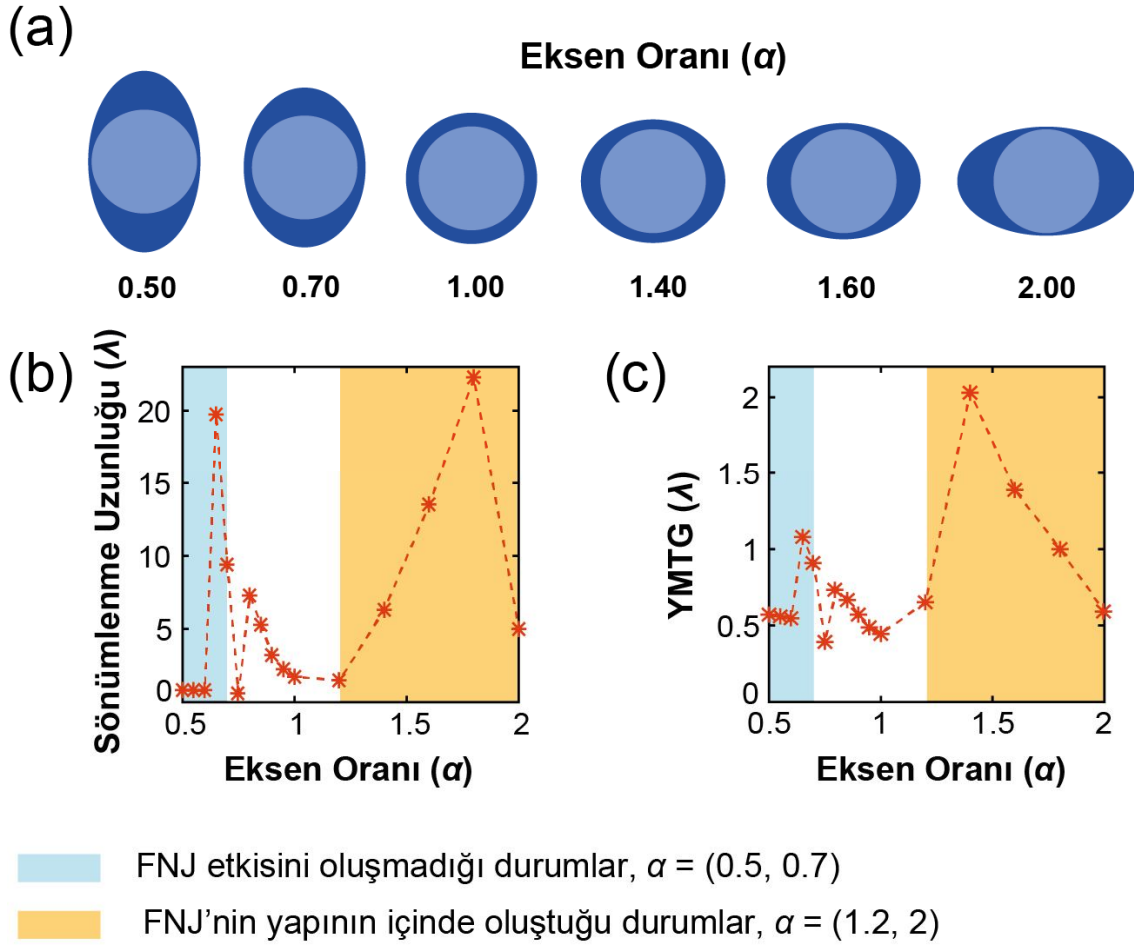 (a)
Eksen Oranı (α)
0.50 0.70 1.00 1.40 1.60 2.00
(b)
Sönümlenme Uzunluğu (λ)
20
15
10
5
0
0.5 1 1.5 2
Eksen Oranı (α)
(c)
YMTG (λ)
2
1.5
1
0.5
0
0.5 1 1.5 2
Eksen Oranı (α)
FNJ etkisini oluşmadığı durumlar, α = (0.5, 0.7)
FNJ’nin yapının içinde oluştuğu durumlar, α = (1.2, 2)